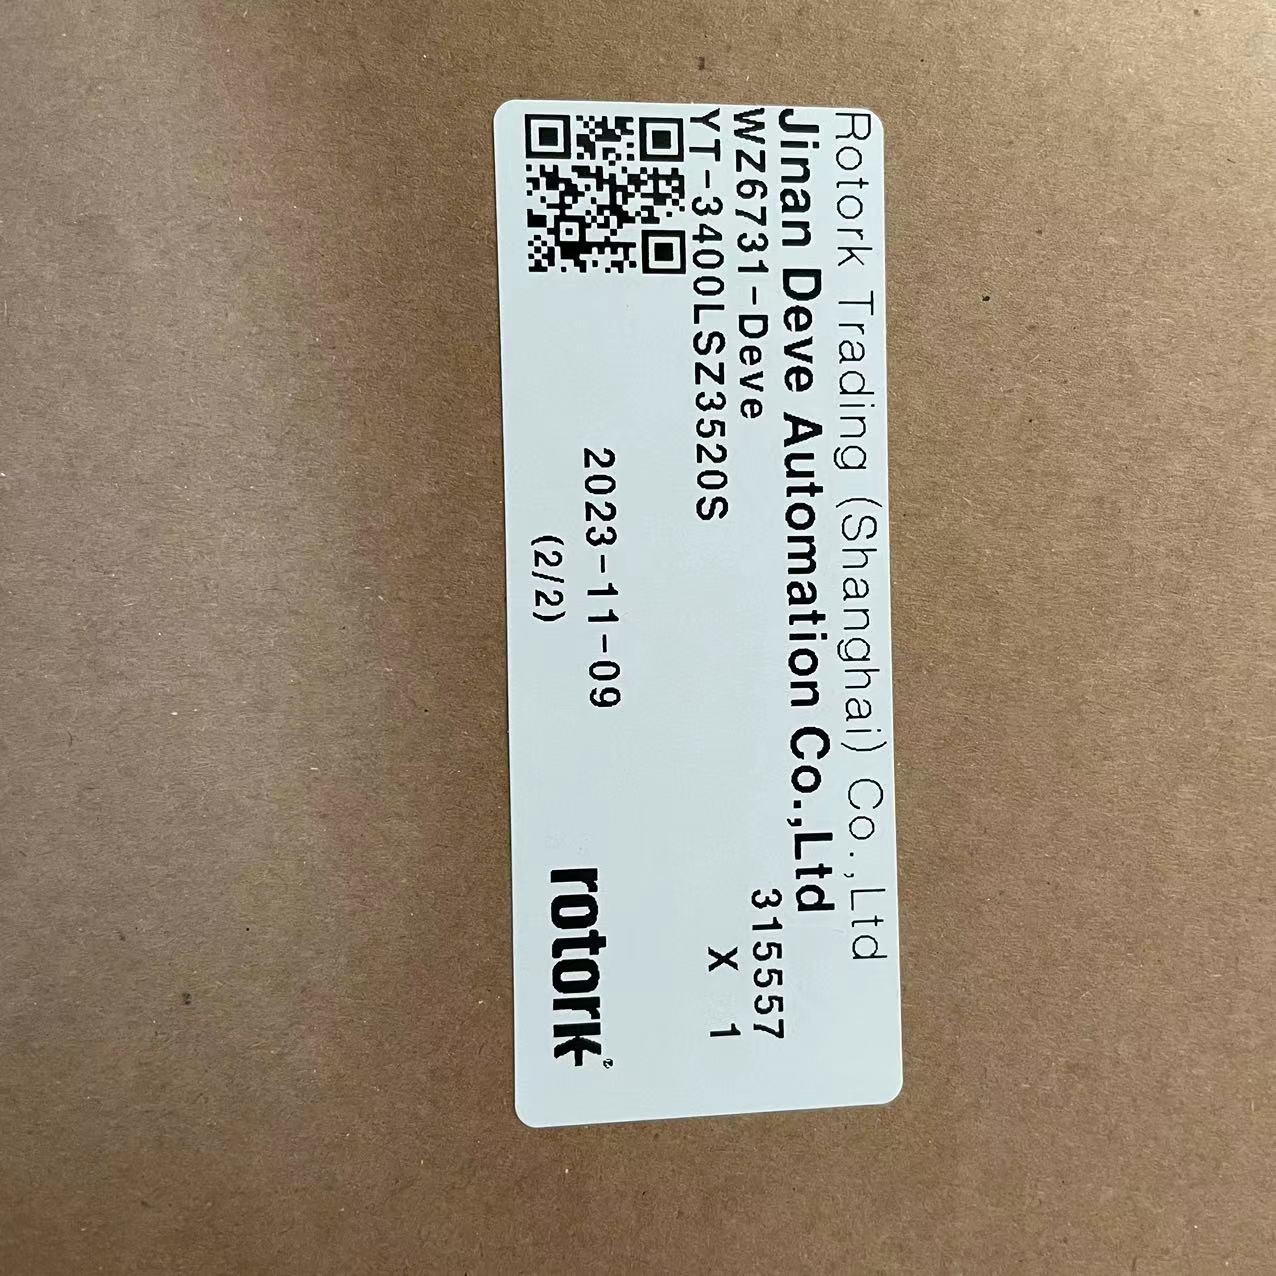 Rotork Trading (Shanghai) Co.,Ltd
Jinan Deve Automation Co.,Ltd
WZ6731-Deve 315557
YT-3400LSZ3520S X 1
2023-11-09
(2/2)
rotork®